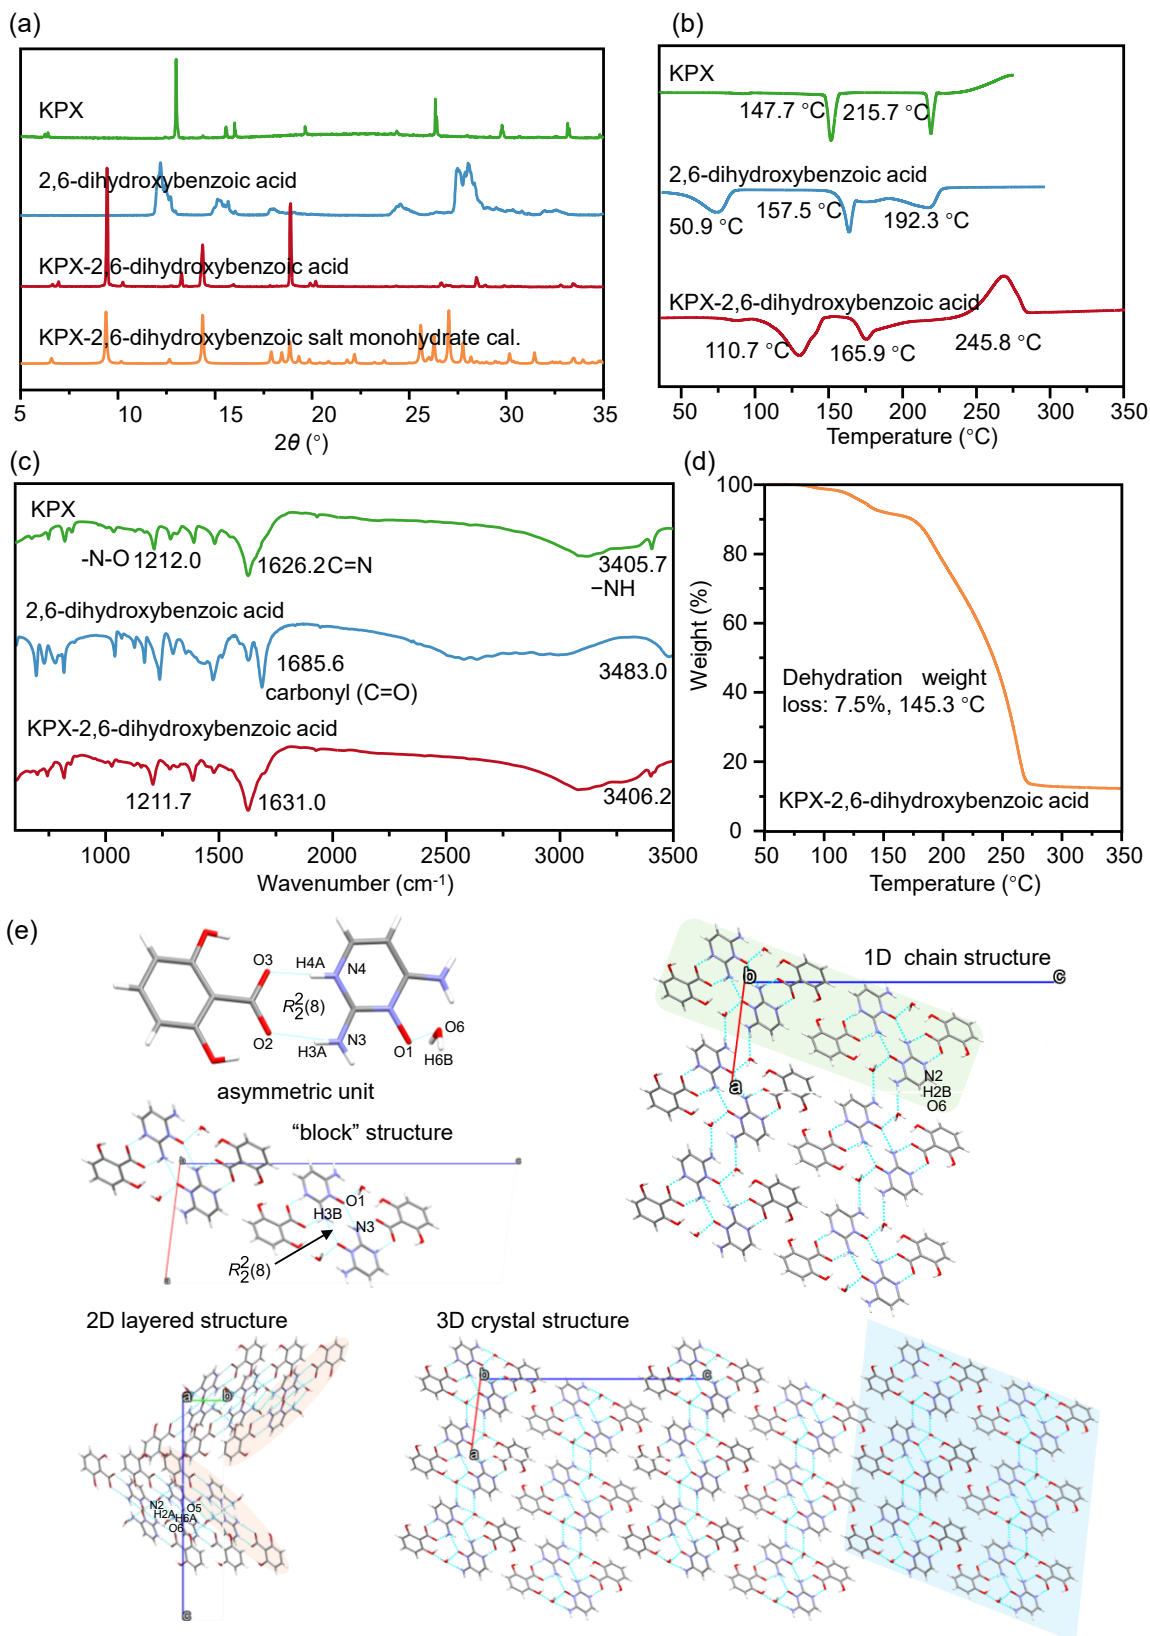 (a)
KPX
2,6-dihydroxybenzoic acid
KPX-2,6-dihydroxybenzoic acid
KPX-2,6-dihydroxybenzoic salt monohydrate cal.
5 10 15 20 25 30 35
2θ (°)
(b)
KPX
147.7 °C 215.7 °C
2,6-dihydroxybenzoic acid
50.9 °C 157.5 °C 192.3 °C
KPX-2,6-dihydroxybenzoic acid
110.7 °C 165.9 °C 245.8 °C
50 100 150 200 250 300 350
Temperature (°C)
(c)
KPX
-N-O 1212.0 1626.2 C=N 3405.7
−NH
2,6-dihydroxybenzoic acid
1685.6 3483.0
carbonyl (C=O)
KPX-2,6-dihydroxybenzoic acid
1211.7 1631.0 3406.2
1000 1500 2000 2500 3000 3500
Wavenumber (cm-1)
(d)
100
80
60
40
20
0
Weight (%)
Dehydration weight
loss: 7.5%, 145.3 °C
KPX-2,6-dihydroxybenzoic acid
50 100 150 200 250 300 350
Temperature (°C)
(e)
O3 H4A N4
R22(8)
O2 H3A N3 O1 O6
H6B
asymmetric unit
"block" structure
c
a
O1
H3B
N3
R22(8)
1D chain structure
b c
a
N2
H2B
O6
2D layered structure
a b
N2 O5
H2A H6A
O6
c
3D crystal structure
b c
a